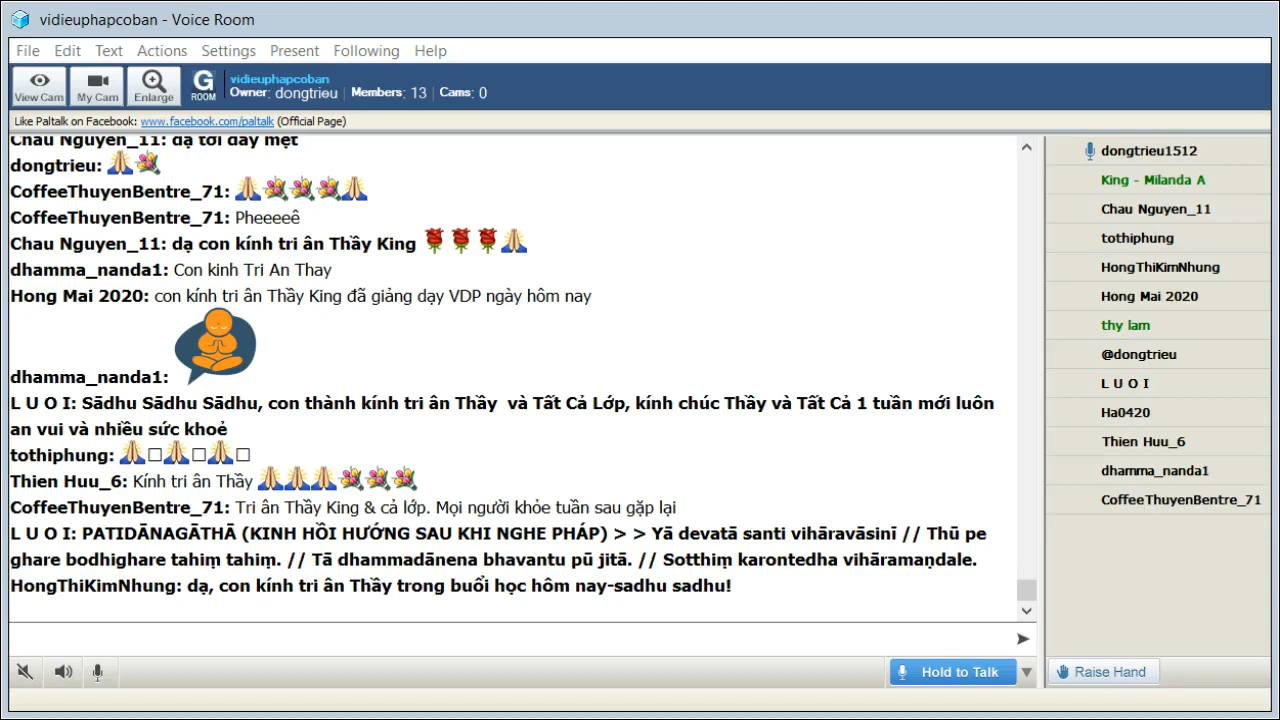 vidieuphapcoban - Voice Room
File Edit Text Actions Settings Present Following Help
View Cam My Cam Enlarge G ROOM
vidieuphapcoban
Owner: dongtrieu | Members: 13 | Cams: 0
Like Paltalk on Facebook: www.facebook.com/paltalk (Official Page)
Chau Nguyen_11: dạ tới đây mệt
dongtrieu:
CoffeeThuyenBentre_71:
CoffeeThuyenBentre_71: Pheeeeê
Chau Nguyen_11: dạ con kính tri ân Thầy King
dhamma_nanda1: Con kinh Tri An Thay
Hong Mai 2020: con kính tri ân Thầy King đã giảng dạy VDP ngày hôm nay
dhamma_nanda1:
L U O I: Sādhu Sādhu Sādhu, con thành kính tri ân Thầy và Tất Cả Lớp, kính chúc Thầy và Tất Cả 1 tuần mới luôn
an vui và nhiều sức khoẻ
tothiphung:
Thien Huu_6: Kính tri ân Thầy
CoffeeThuyenBentre_71: Tri ân Thầy King & cả lớp. Mọi người khỏe tuần sau gặp lại
L U O I: PATIDĀNAGĀTHĀ (KINH HỒI HƯỚNG SAU KHI NGHE PHÁP) > > Yā devatā santi vihāravāsinī // Thū pe
ghare bodhighare tahiṃ tahiṃ. // Tā dhammadānena bhavantu pū jitā. // Sotthiṃ karontedha vihāramaṇdale.
HongThiKimNhung: dạ, con kính tri ân Thầy trong buổi học hôm nay-sadhu sadhu!
Hold to Talk
dongtrieu1512
King - Milanda A
Chau Nguyen_11
tothiphung
HongThiKimNhung
Hong Mai 2020
thy lam
@dongtrieu
L U O I
Ha0420
Thien Huu_6
dhamma_nanda1
CoffeeThuyenBentre_71
Raise Hand